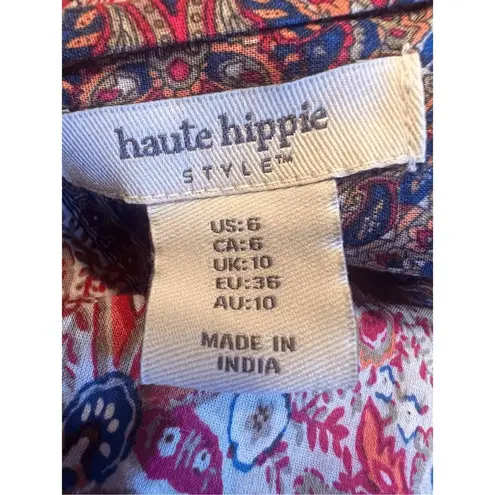 haute hippie
STYLE™
US:6
CA:6
UK:10
EU:36
AU:10
MADE IN
INDIA